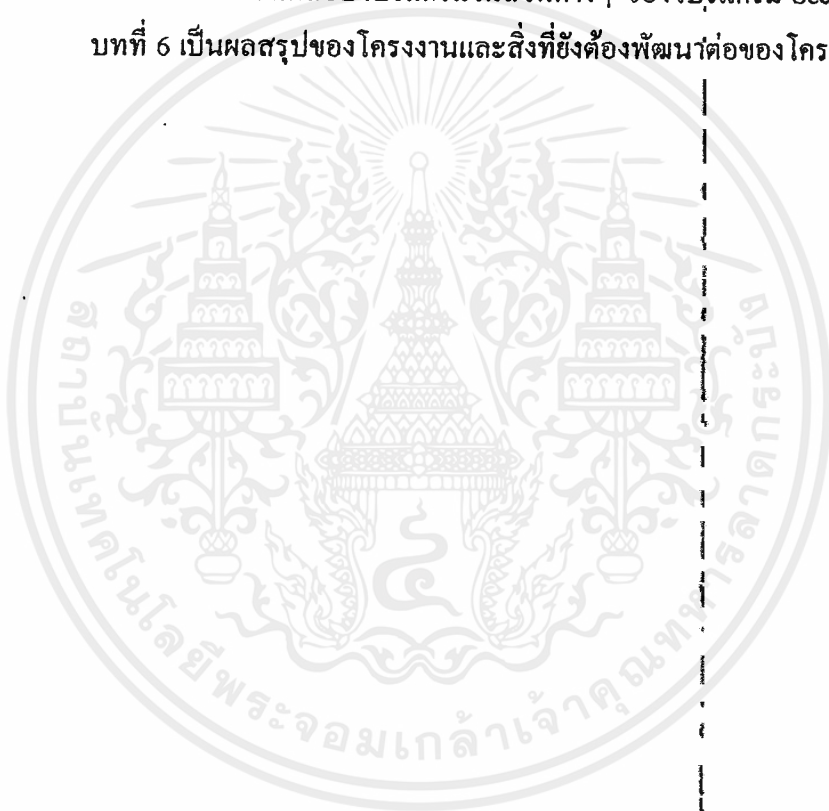 บทที่ 6 เป็นผลสรุปของโครงงานและสิ่งที่ยังต้องพัฒนาต่อของโคร
สถาบันเทคโนโลยีพระจอมเกล้าเจ้าคุณทหารลาดกระบัง